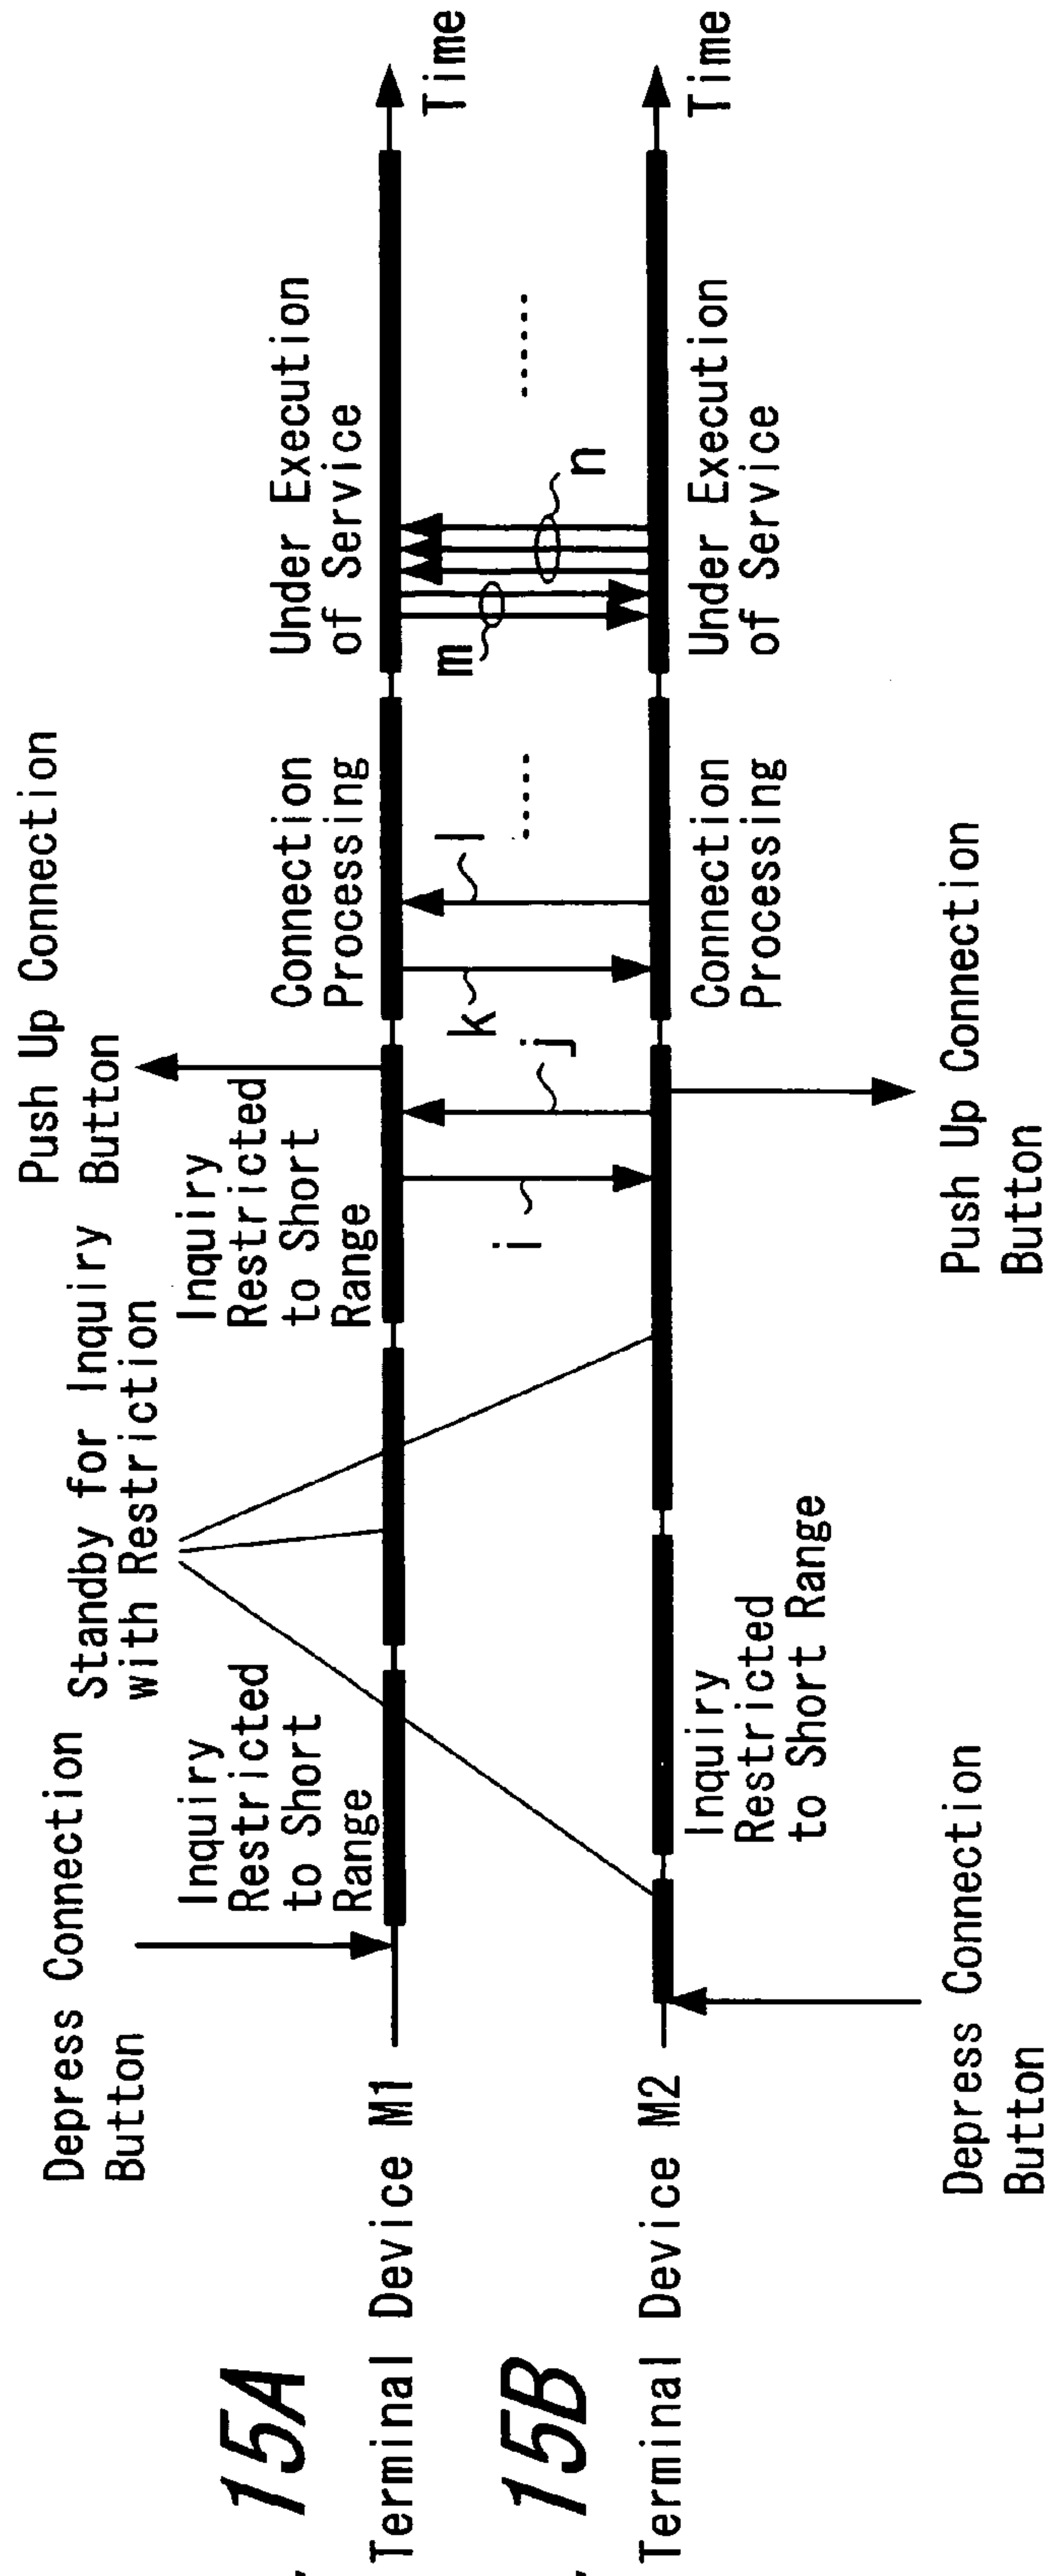 15A
Terminal Device M1
Depress Connection
Button
Inquiry
Restricted
to Short
Range
Standby for Inquiry
with Restriction
Inquiry
Restricted
to Short
Range
Push Up Connection
Button
Connection
Processing
Under Execution
of Service
Time
i
j
k
l
m
n
15B
Terminal Device M2
Depress Connection
Button
Inquiry
Restricted
to Short Range
Push Up Connection
Button
Connection
Processing
Under Execution
of Service
Time